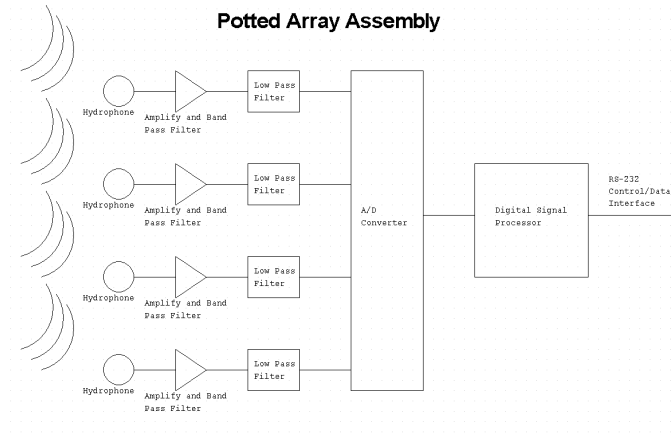 Potted Array Assembly
Low Pass
Filter
Hydrophone
Amplify and Band
Pass Filter
Low Pass
Filter
Hydrophone
Amplify and Band
Pass Filter
A/D
Converter
Digital Signal
Processor
RS-232
Control/Data
Interface
Low Pass
Filter
Hydrophone
Amplify and Band
Pass Filter
Low Pass
Filter
Hydrophone
Amplify and Band
Pass Filter